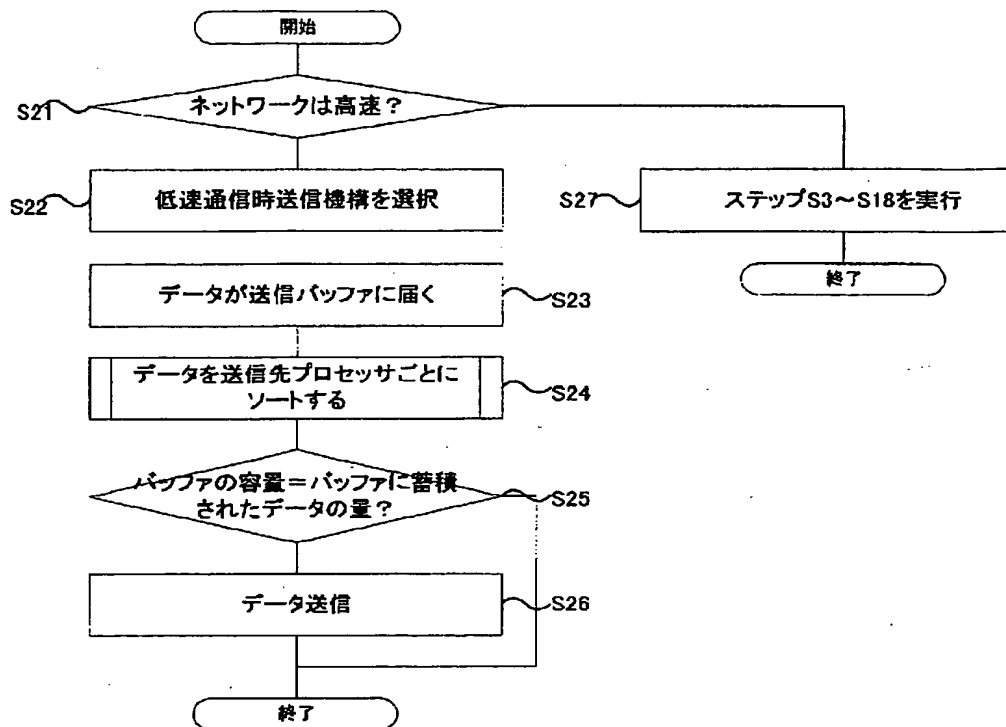 開始
S21
ネットワークは高速？
S22
低速通信時送信機構を選択
S27
ステップS3～S18を実行
終了
データが送信バッファに届く
S23
データを送信先プロセッサごとに
ソートする
S24
バッファの容量＝バッファに蓄積
されたデータの量？
S25
データ送信
S26
終了